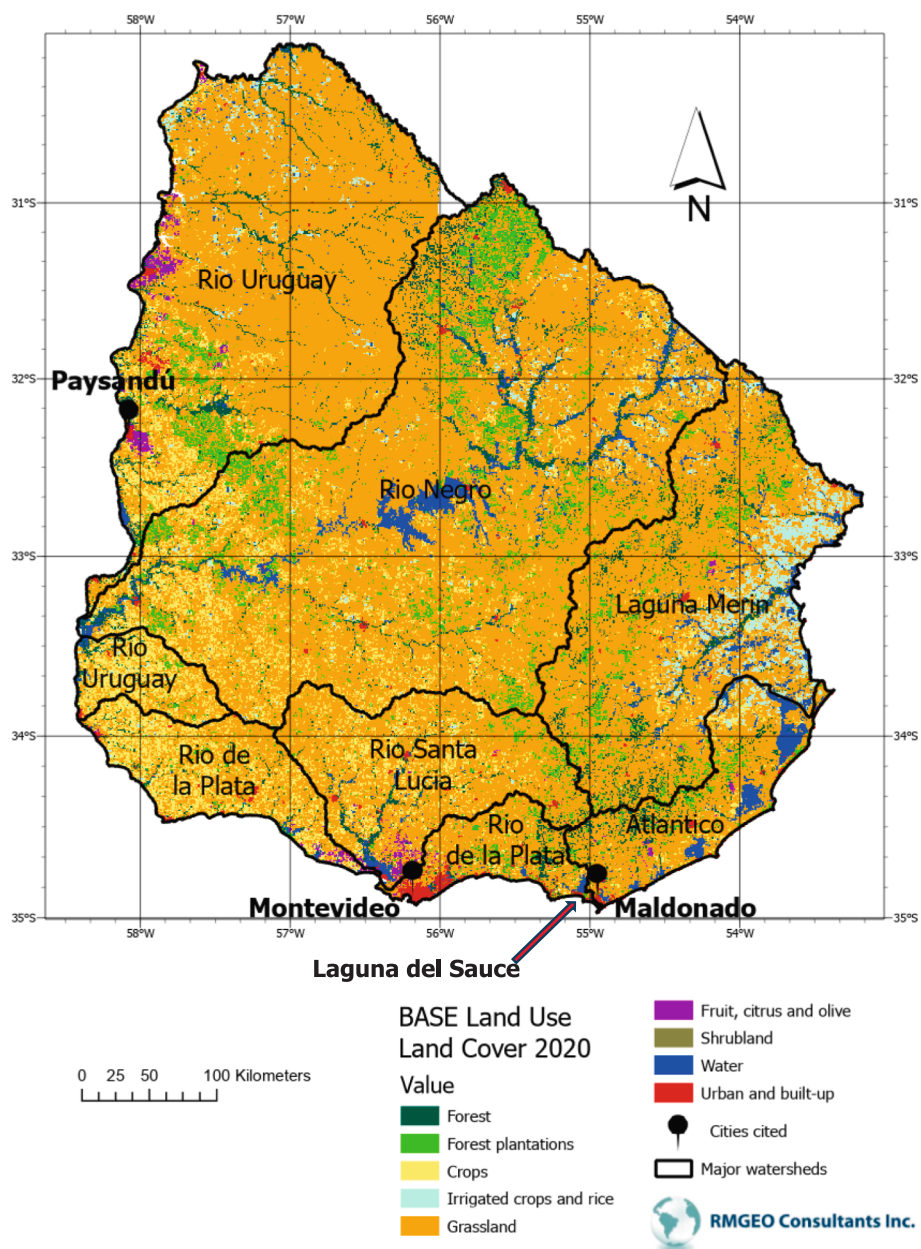 58°W 57°W 56°W 55°W 54°W
N
31°S 31°S
Rio Uruguay
32°S 32°S
Paysandú
Rio Negro
33°S 33°S
Laguna Merin
Rio
Uruguay
34°S 34°S
Rio de
la Plata
Rio Santa
Lucia
Rio
de la Plata
Atlantico
Montevideo
Maldonado
35°S 35°S
58°W 57°W 56°W 55°W 54°W
Laguna del Sauce
BASE Land Use
Land Cover 2020
Value
Forest
Forest plantations
Crops
Irrigated crops and rice
Grassland
Fruit, citrus and olive
Shrubland
Water
Urban and built-up
Cities cited
Major watersheds
0 25 50 100 Kilometers
RMGEO Consultants Inc.